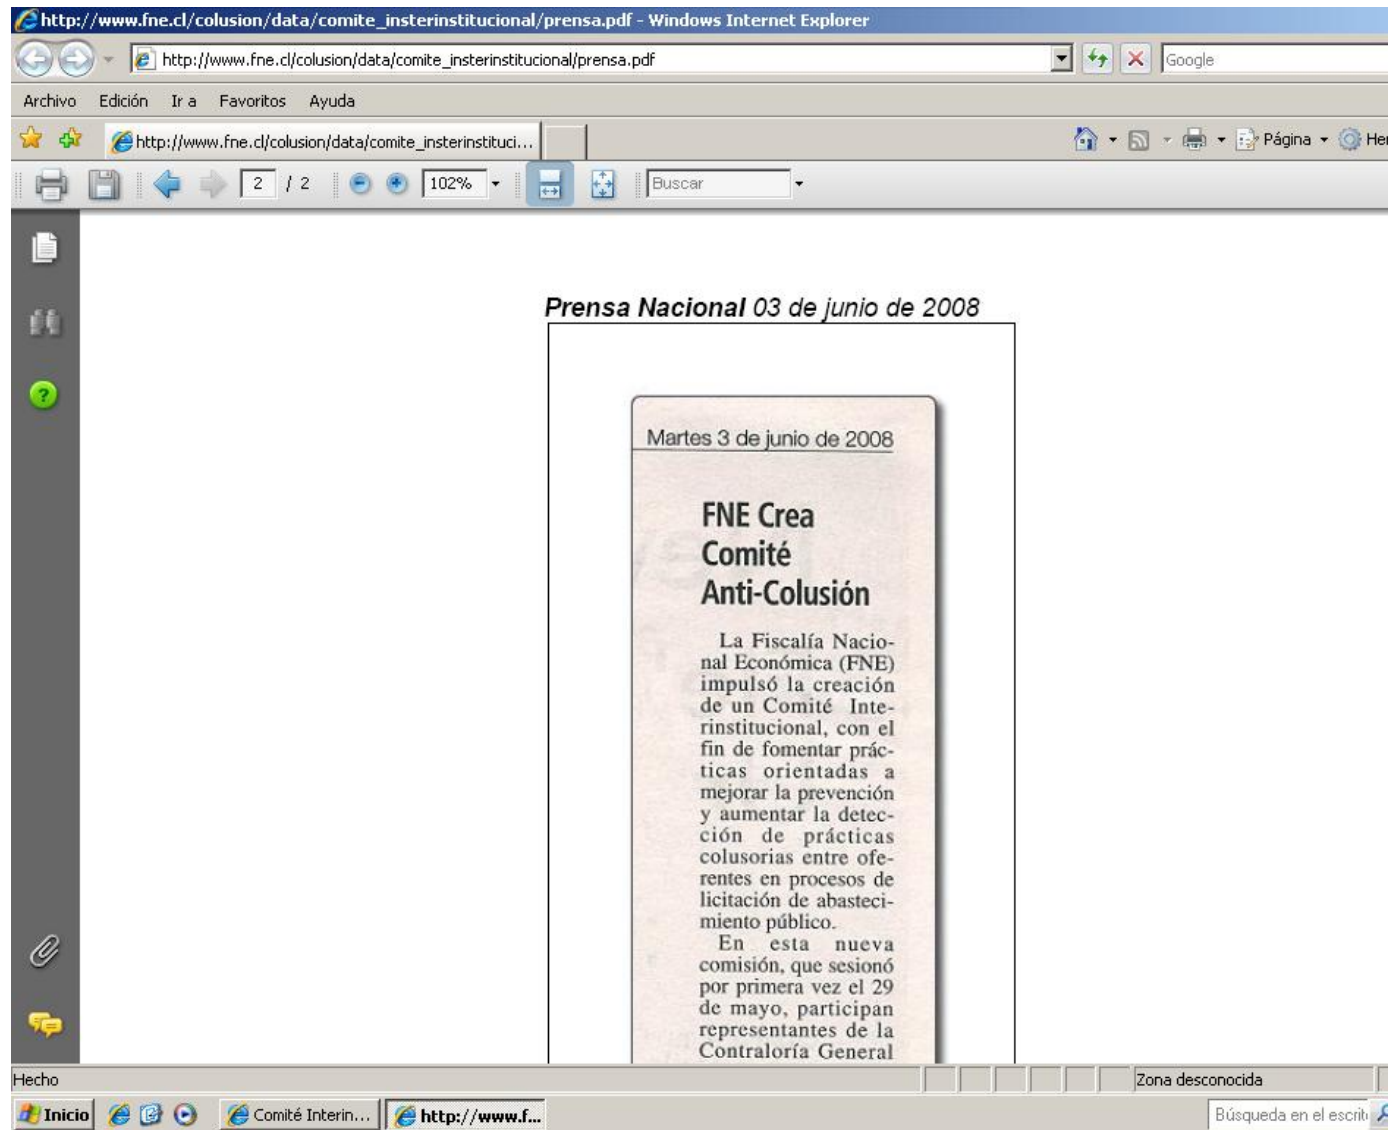 http://www.fne.cl/colusion/data/comite_insterinstitucional/prensa.pdf - Windows Internet Explorer
http://www.fne.cl/colusion/data/comite_insterinstitucional/prensa.pdf
Google
Archivo Edición Ir a Favoritos Ayuda
http://www.fne.cl/colusion/data/comite_insterinstituci...
Página
Her
2 / 2
102%
Buscar
Prensa Nacional 03 de junio de 2008
Martes 3 de junio de 2008
FNE Crea
Comité
Anti-Colusión
La Fiscalía Nacio-
nal Económica (FNE)
impulsó la creación
de un Comité Inte-
rinstitucional, con el
fin de fomentar prác-
ticas orientadas a
mejorar la prevención
y aumentar la detec-
ción de prácticas
colusorias entre ofe-
rentes en procesos de
licitación de abasteci-
miento público.
En esta nueva
comisión, que sesionó
por primera vez el 29
de mayo, participan
representantes de la
Contraloría General
Hecho
Zona desconocida
Inicio
Comité Interin...
http://www.f...
Búsqueda en el escrit